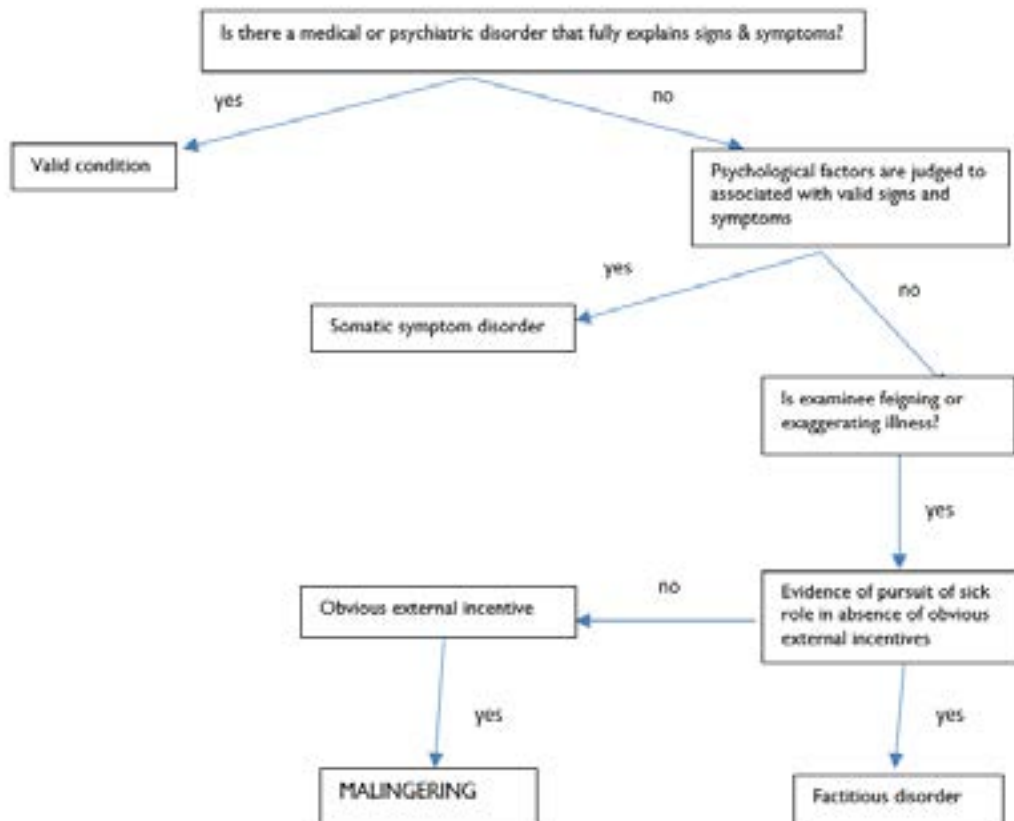 Is there a medical or psychiatric disorder that fully explains signs & symptoms?
yes
no
Valid condition
Psychological factors are judged to
associated with valid signs and
symptoms
yes
no
Somatic symptom disorder
Is examinee feigning or
exaggerating illness?
yes
no
Obvious external incentive
Evidence of pursuit of sick
role in absence of obvious
external incentives
yes
yes
MALINGERING
Factitious disorder